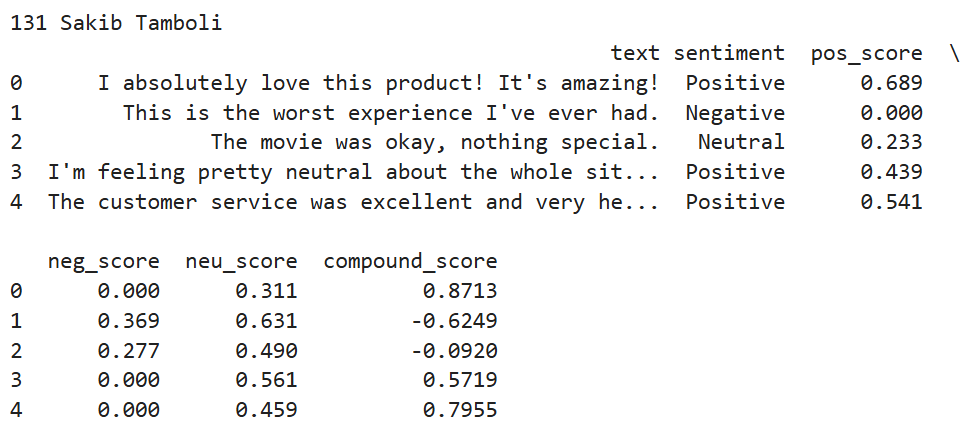 131 Sakib Tamboli
text sentiment pos_score \
0 I absolutely love this product! It's amazing! Positive 0.689
1 This is the worst experience I've ever had. Negative 0.000
2 The movie was okay, nothing special. Neutral 0.233
3 I'm feeling pretty neutral about the whole sit... Positive 0.439
4 The customer service was excellent and very he... Positive 0.541
neg_score neu_score compound_score
0 0.000 0.311 0.8713
1 0.369 0.631 -0.6249
2 0.277 0.490 -0.0920
3 0.000 0.561 0.5719
4 0.000 0.459 0.7955